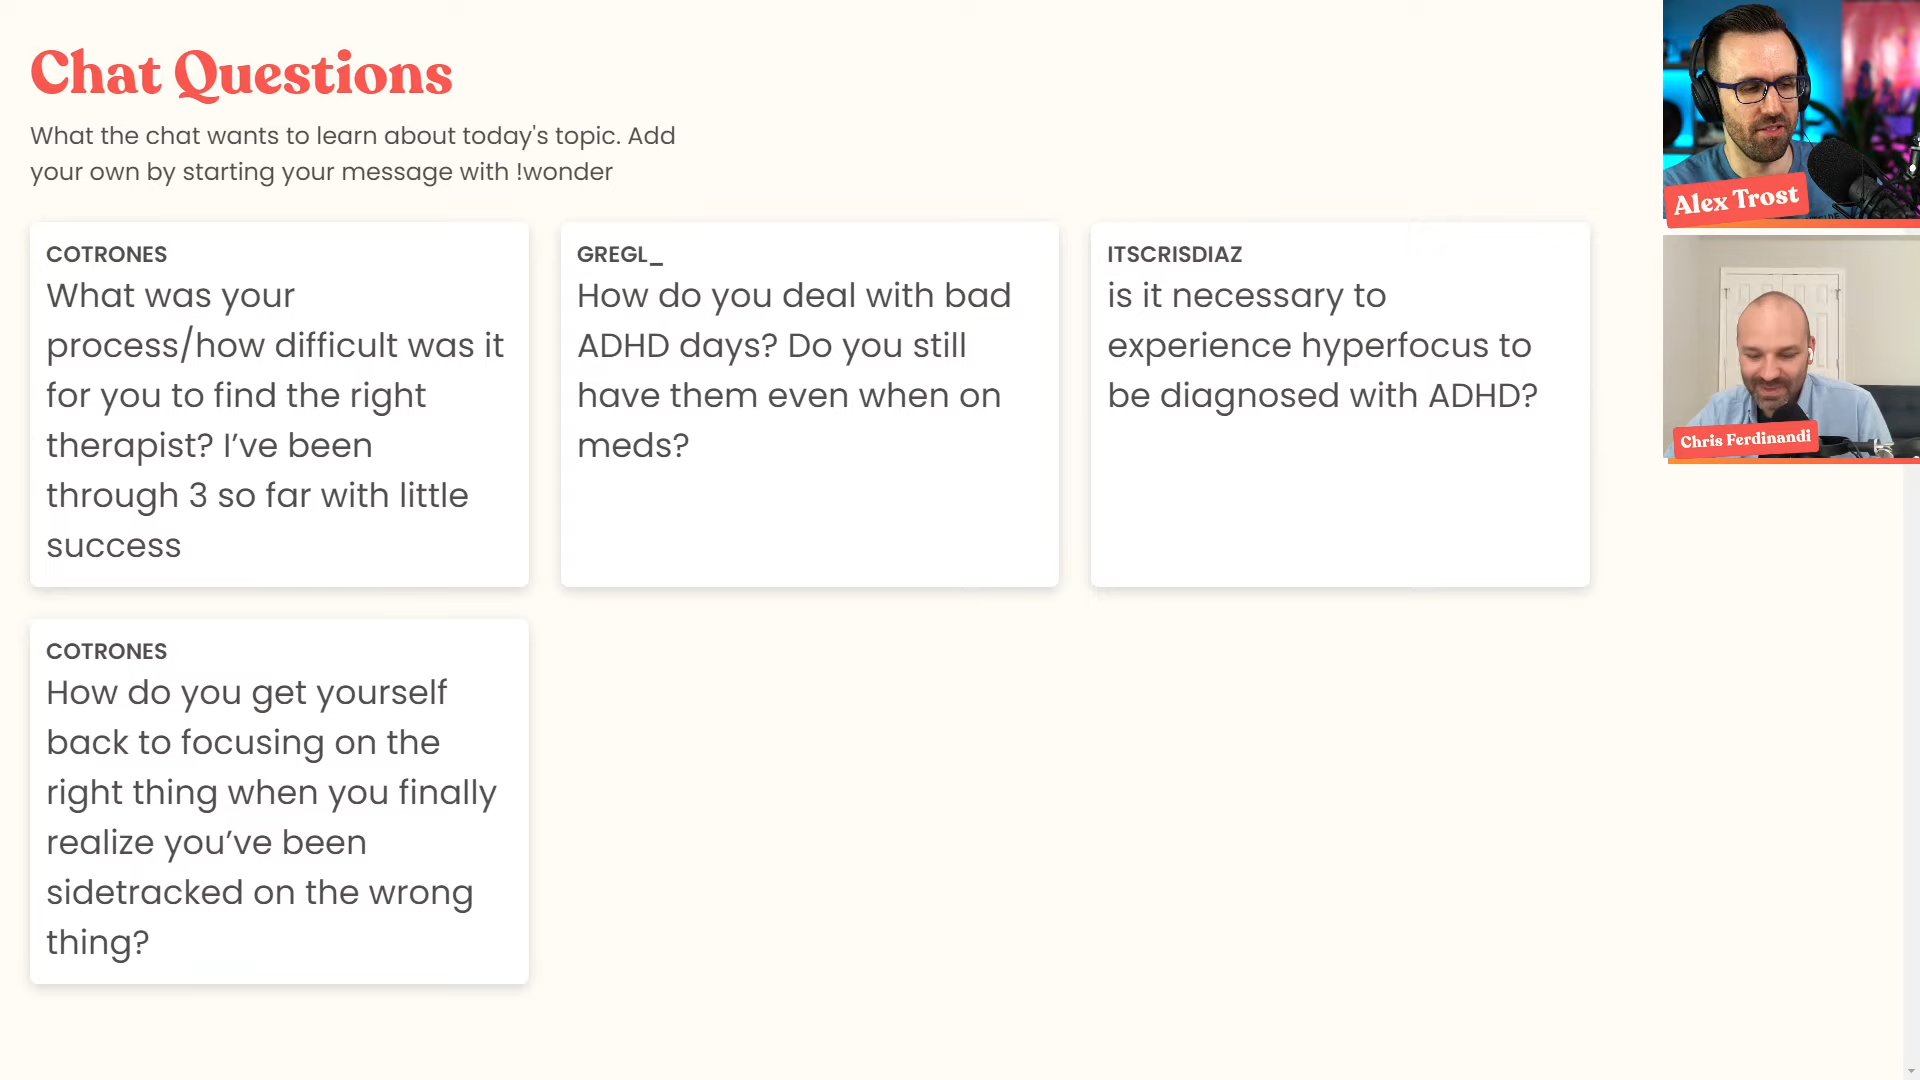 Chat Questions
What the chat wants to learn about today's topic. Add
your own by starting your message with !wonder
COTRONES
What was your
process/how difficult was it
for you to find the right
therapist? I’ve been
through 3 so far with little
success
GREGL_
How do you deal with bad
ADHD days? Do you still
have them even when on
meds?
ITSCRISDIAZ
is it necessary to
experience hyperfocus to
be diagnosed with ADHD?
COTRONES
How do you get yourself
back to focusing on the
right thing when you finally
realize you’ve been
sidetracked on the wrong
thing?
Alex Trost
Chris Ferdinandi